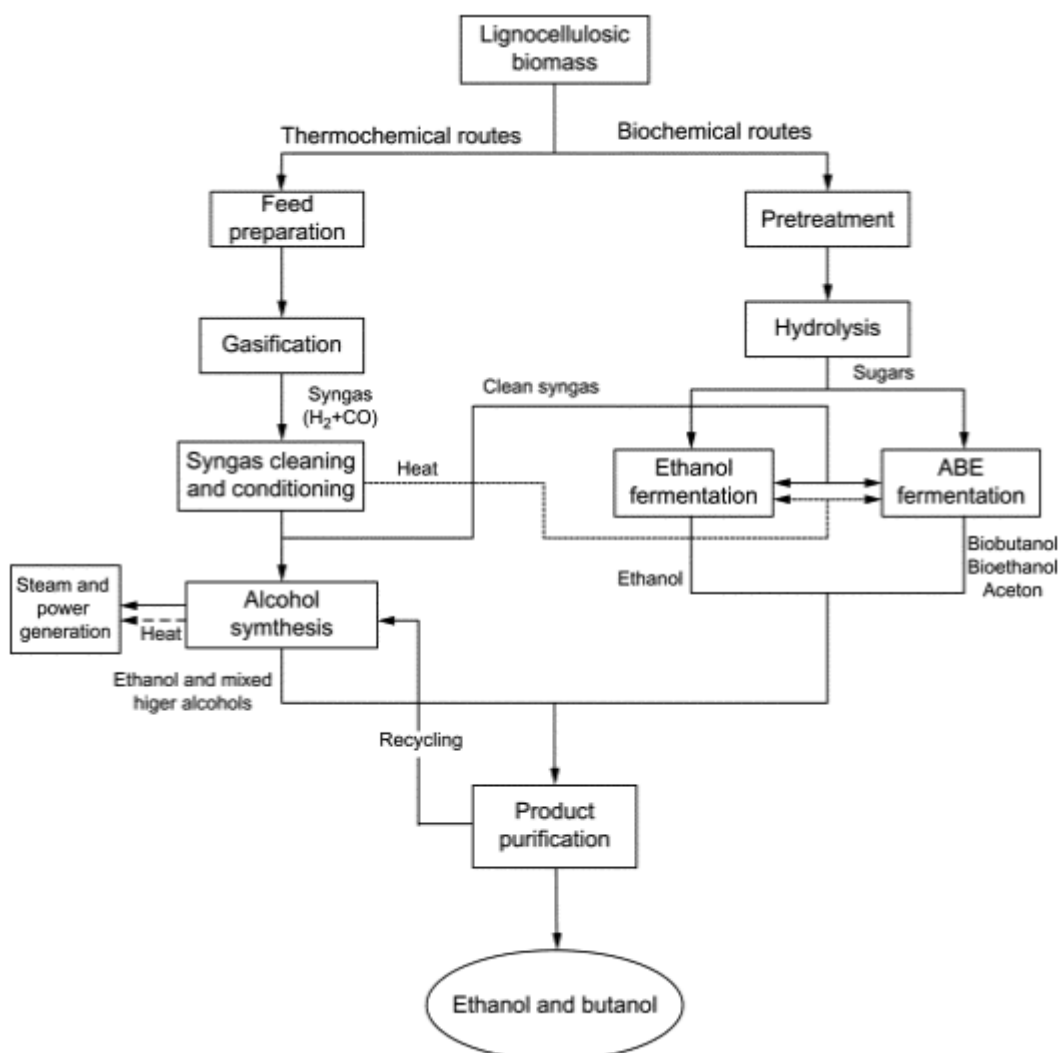 Lignocellulosic
biomass
Thermochemical routes
Biochemical routes
Feed
preparation
Pretreatment
Gasification
Hydrolysis
Syngas
(H₂+CO)
Clean syngas
Sugars
Syngas cleaning
and conditioning
Heat
Ethanol
fermentation
ABE
fermentation
Ethanol
Biobutanol
Bioethanol
Aceton
Steam and
power
generation
Heat
Alcohol
symthesis
Ethanol and mixed
higer alcohols
Recycling
Product
purification
Ethanol and butanol